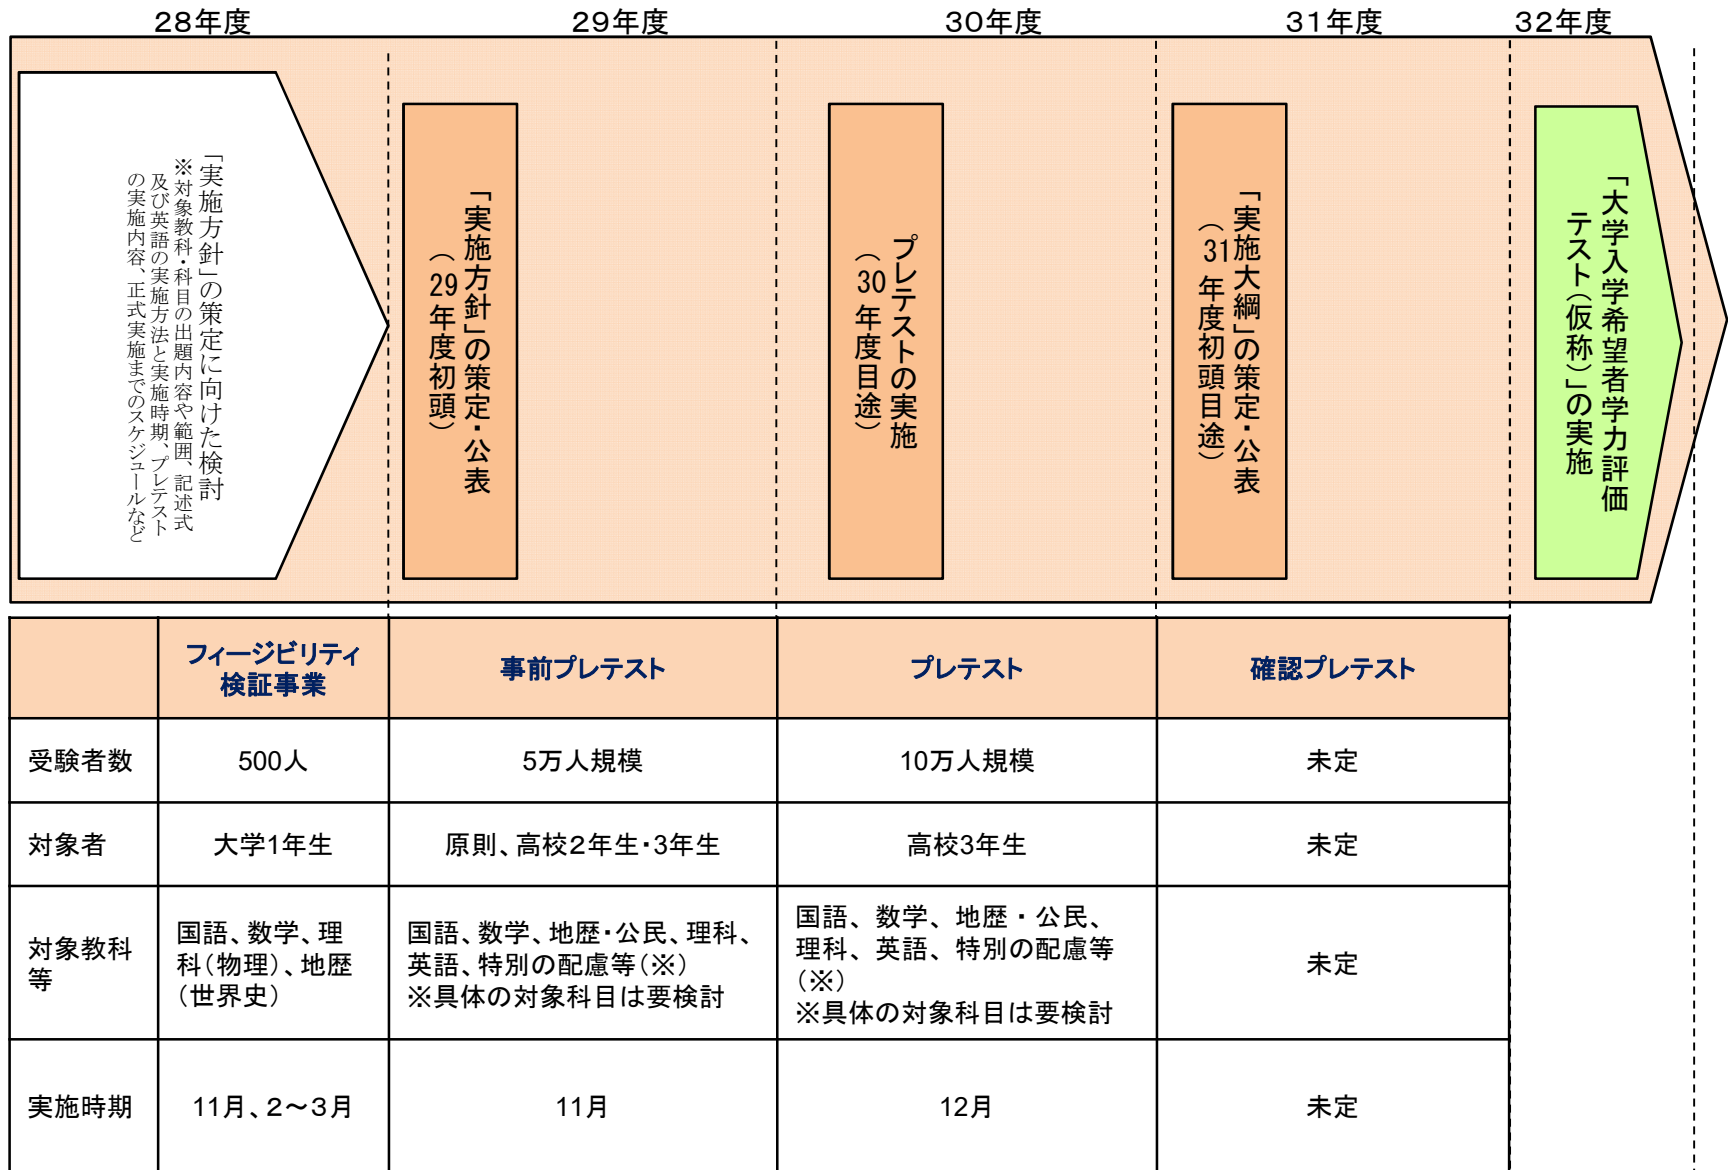 28年度
29年度
30年度
31年度
32年度
「実施方針」の策定に向けた検討
※対象教科・科目の出題内容や範囲、記述式
及び英語の実施方法と実施時期、プレテスト
の実施内容、正式実施までのスケジュールなど
「実施方針」の策定・公表
（29年度初頭）
プレテストの実施
（30年度目途）
「実施大綱」の策定・公表
（31年度初頭目途）
「大学入学希望者学力評価
テスト（仮称）」の実施
フィージビリティ
検証事業
事前プレテスト
プレテスト
確認プレテスト
受験者数
500人
5万人規模
10万人規模
未定
対象者
大学1年生
原則、高校2年生・3年生
高校3年生
未定
対象教科
等
国語、数学、理
科（物理）、地歴
（世界史）
国語、数学、地歴・公民、理科、
英語、特別の配慮等（※）
※具体の対象科目は要検討
国語、数学、地歴・公民、
理科、英語、特別の配慮等
（※）
※具体の対象科目は要検討
未定
実施時期
11月、2～3月
11月
12月
未定